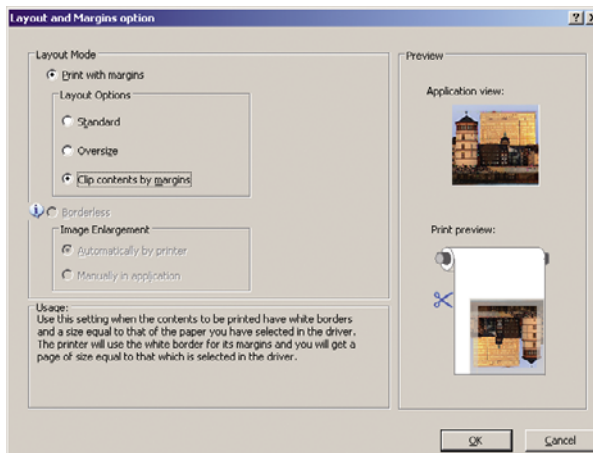 Layout and Margins option
Layout Mode
Print with margins
Layout Options
Standard
Oversize
Clip contents by margins
Borderless
Image Enlargement
Automatically by printer
Manually in application
Usage:
Use this setting when the contents to be printed have white borders
and a size equal to that of the paper you have selected in the driver.
The printer will use the white border for its margins and you will get a
page of size equal to that which is selected in the driver.
Preview
Application view:
Print preview:
OK
Cancel